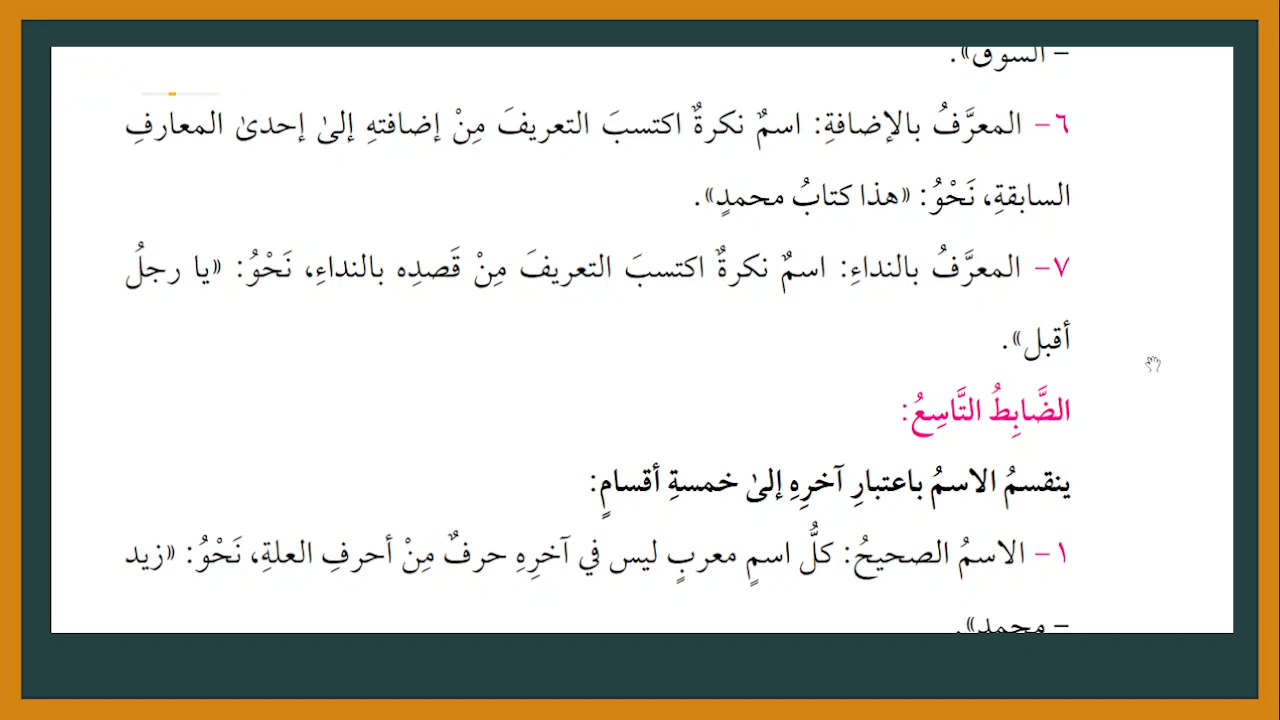 – السوق».
٦- المعرَّفُ بالإضافةِ: اسمٌ نكرةٌ اكتسبَ التعريفَ مِنْ إضافتهِ إلىٰ إحدىٰ المعارفِ
السابقةِ، نَحْوُ: «هذا كتابُ محمدٍ».
٧- المعرَّفُ بالنداءِ: اسمٌ نكرةٌ اكتسبَ التعريفَ مِنْ قَصدِه بالنداءِ، نَحْوُ: «يا رجلُ
أقبل».
الضَّابِطُ التَّاسِعُ:
ينقسمُ الاسمُ باعتبارِ آخرِهِ إلىٰ خمسةِ أقسامٍ:
١- الاسمُ الصحيحُ: كلُّ اسمٍ معربٍ ليس في آخرِهِ حرفٌ مِنْ أحرفِ العلةِ، نَحْوُ: «زيد
– محمد».